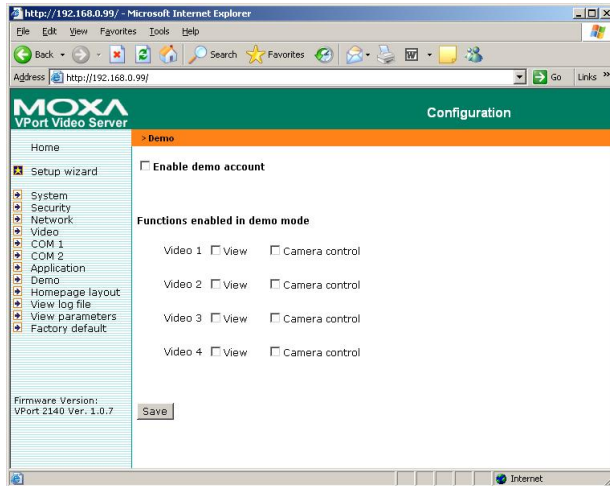 http://192.168.0.99/ - Microsoft Internet Explorer
File Edit View Favorites Tools Help
Back Search Favorites
Address http://192.168.0.99/ Go Links »
MOXA
VPort Video Server
Configuration
Home
Setup wizard
System
Security
Network
Video
COM 1
COM 2
Application
Demo
Homepage layout
View log file
View parameters
Factory default
Firmware Version:
VPort 2140 Ver. 1.0.7
> Demo
Enable demo account
Functions enabled in demo mode
Video 1 View Camera control
Video 2 View Camera control
Video 3 View Camera control
Video 4 View Camera control
Save
Internet